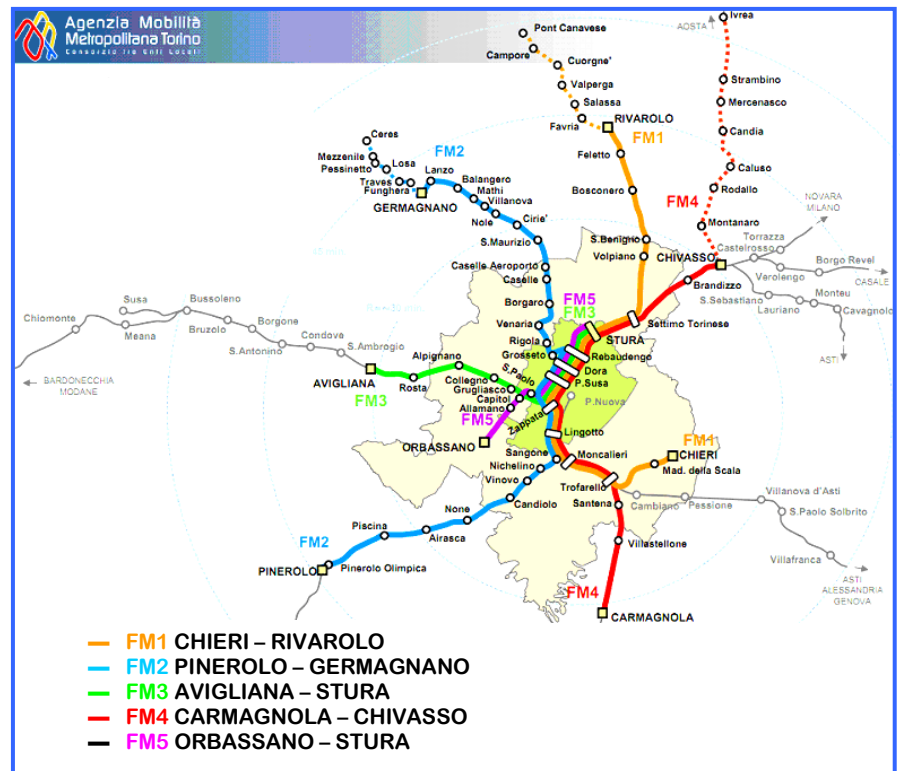 Agenzia Mobilità
Metropolitana Torino
Consorzio fra Enti Locali
Pont Canavese
Campore
Cuorgne'
Valperga
Salassa
Favria
RIVAROLO
FM1
Feletto
Bosconero
S.Benigno
Volpiano
AOSTA
Ivrea
Strambino
Mercenasco
Candia
Caluso
Rodallo
FM4
Montanaro
CHIVASSO
NOVARA
MILANO
Torrazza
Castelrosso
Borgo Revel
Verolengo
CASALE
S.Sebastiano
Lauriano
Monteu
Cavagnolo
ASTI
Brandizzo
Settimo Torinese
Ceres
Mezzenile
Pessinetto
Losa
Traves
Funghera
FM2
Lanzo
GERMAGNANO
Balangero
Mathi
Villanova
Nole
Cirie'
S.Maurizio
Caselle Aeroporto
Caselle
Borgaro
Venaria
Rigola
Grosseto
FM5
FM3
STURA
Rebaudengo
Dora
P.Susa
P.Nuova
Susa
Bussoleno
Chiomonte
Meana
Bruzolo
Borgone
S.Antonino
Condove
S.Ambrogio
BARDONECCHIA
MODANE
AVIGLIANA
FM3
Rosta
Alpignano
Collegno
Grugliasco
S.Paolo
Capitol
Allamano
FM5
ORBASSANO
Zappata
Lingotto
Sangone
Moncalieri
Nichelino
Vinovo
Candiolo
None
Airasca
Piscina
FM2
PINEROLO
Pinerolo Olimpica
FM1
CHIERI
Mad. della Scala
Trofarello
Santena
Cambiano
Pessione
Villanova d'Asti
S.Paolo Solbrito
Villafranca
ASTI
ALESSANDRIA
GENOVA
Villastellone
FM4
CARMAGNOLA
FM1 CHIERI – RIVAROLO
FM2 PINEROLO – GERMAGNANO
FM3 AVIGLIANA – STURA
FM4 CARMAGNOLA – CHIVASSO
FM5 ORBASSANO – STURA